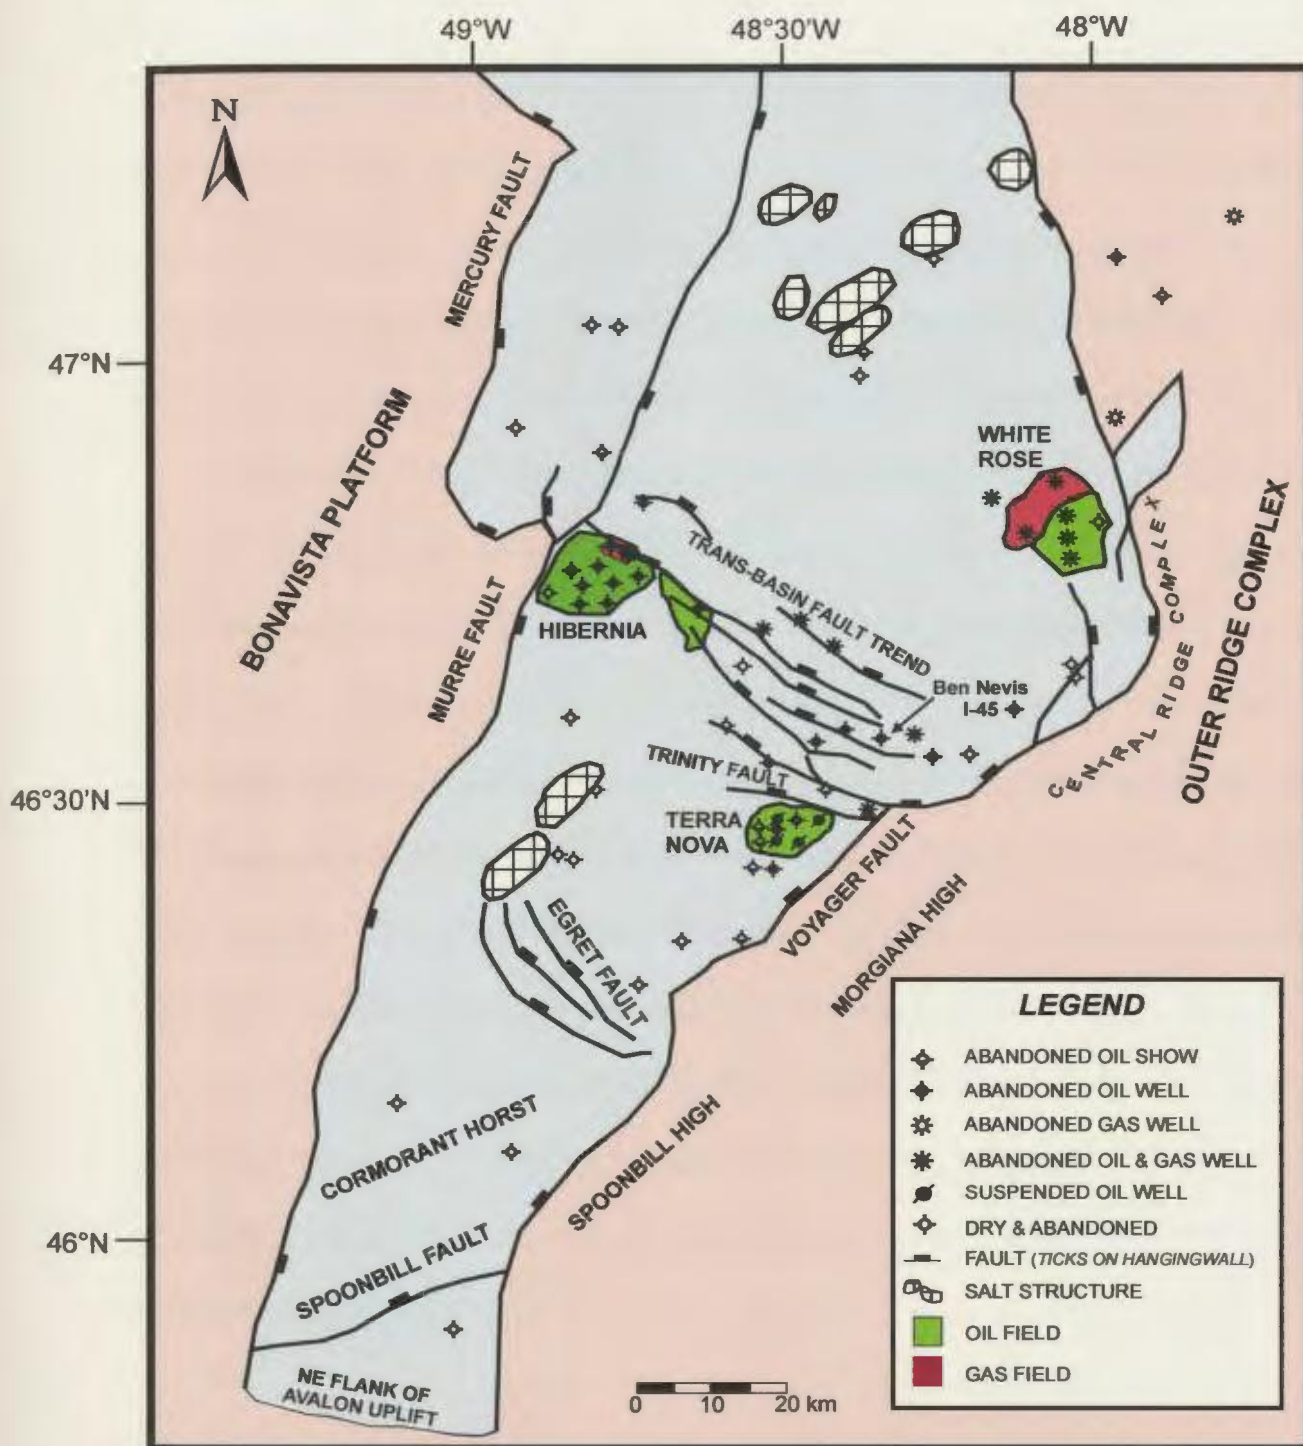 49°W
48°30'W
48°W
N
MERCURY FAULT
47°N
BONAVISTA PLATFORM
WHITE
ROSE
TRANS-BASIN FAULT TREND
CENTRAL RIDGE COMPLEX
OUTER RIDGE COMPLEX
HIBERNIA
MURRE FAULT
Ben Nevis
I-45
TRINITY FAULT
46°30'N
TERRA
NOVA
VOYAGER FAULT
MORGIANA HIGH
EGRET FAULT
CORMORANT HORST
SPOONBILL HIGH
46°N
SPOONBILL FAULT
NE FLANK OF
AVALON UPLIFT
0 10 20 km
LEGEND
ABANDONED OIL SHOW
ABANDONED OIL WELL
ABANDONED GAS WELL
ABANDONED OIL & GAS WELL
SUSPENDED OIL WELL
DRY & ABANDONED
FAULT (TICKS ON HANGINGWALL)
SALT STRUCTURE
OIL FIELD
GAS FIELD